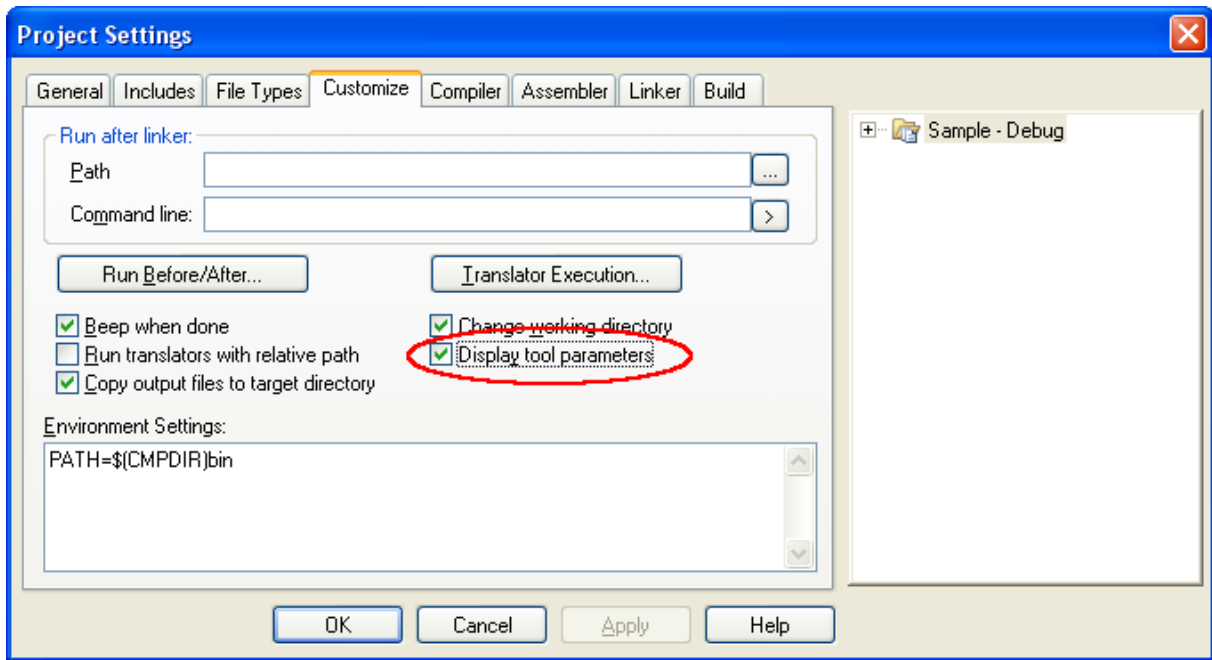 Project Settings
General Includes File Types Customize Compiler Assembler Linker Build
Sample - Debug
Run after linker:
Path
...
Command line:
>
Run Before/After...
Translator Execution...
Beep when done
Change working directory
Run translators with relative path
Display tool parameters
Copy output files to target directory
Environment Settings:
PATH=$(CMPDIR)bin
OK Cancel Apply Help